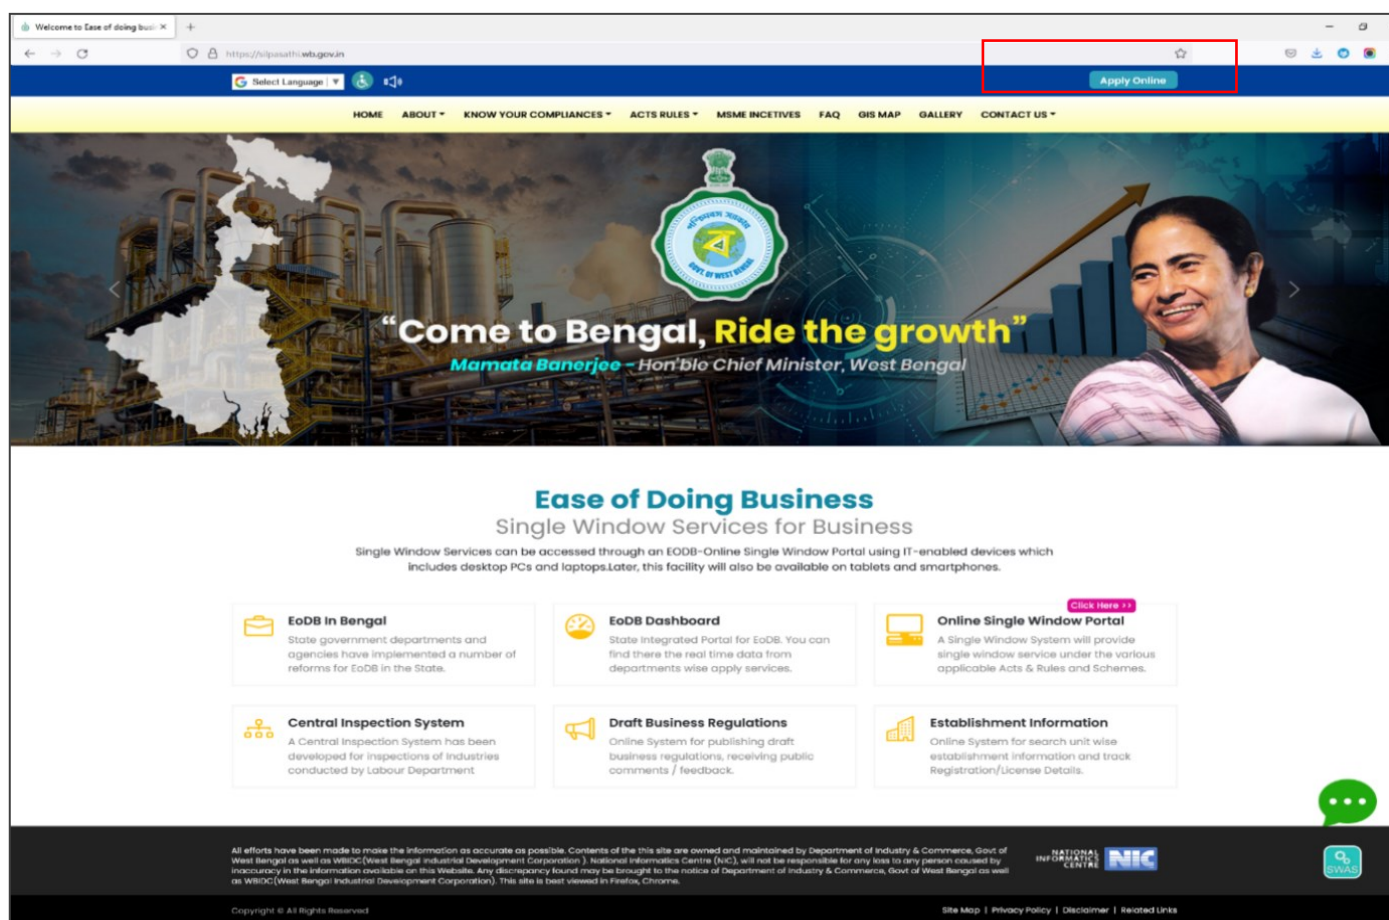 Welcome to Ease of doing busi
https://silpasathi.wb.gov.in
Select Language
Apply Online
HOME ABOUT KNOW YOUR COMPLIANCES ACTS RULES MSME INCETIVES FAQ GIS MAP GALLERY CONTACT US
পশ্চিমবঙ্গ সরকার
ব
GOVT. OF WEST BENGAL
“Come to Bengal, Ride the growth”
Mamata Banerjee - Hon'ble Chief Minister, West Bengal
Ease of Doing Business
Single Window Services for Business
Single Window Services can be accessed through an EODB-Online Single Window Portal using IT-enabled devices which
includes desktop PCs and laptops.Later, this facility will also be available on tablets and smartphones.
EoDB In Bengal
State government departments and
agencies have implemented a number of
reforms for EoDB in the State.
EoDB Dashboard
State Integrated Portal for EoDB. You can
find there the real time data from
departments wise apply services.
Click Here >>
Online Single Window Portal
A Single Window System will provide
single window service under the various
applicable Acts & Rules and Schemes.
Central Inspection System
A Central Inspection System has been
developed for inspections of Industries
conducted by Labour Department
Draft Business Regulations
Online System for publishing draft
business regulations, receiving public
comments / feedback.
Establishment Information
Online System for search unit wise
establishment information and track
Registration/License Details.
All efforts have been made to make the information as accurate as possible. Contents of the this site are owned and maintained by Department of Industry & Commerce, Govt of
West Bengal as well as WBIDC(West Bengal Industrial Development Corporation ). National Informatics Centre (NIC), will not be responsible for any loss to any person caused by
inaccuracy in the information available on this Website. Any discrepancy found may be brought to the notice of Department of Industry & Commerce, Govt of West Bengal as well
as WBIDC(West Bengal Industrial Development Corporation). This site is best viewed in Firefox, Chrome.
NATIONAL
INFORMATICS
CENTRE
NIC
SWAS
Copyright © All Rights Reserved
Site Map | Privacy Policy | Disclaimer | Related Links